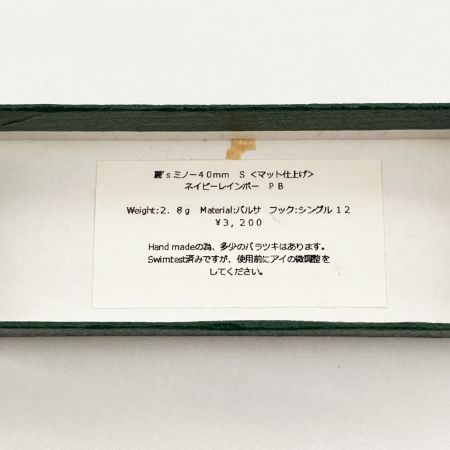 麗'sミノー40mm S <マット仕上げ>
ネイビーレインボー PB
Weight:2.8g Material:バルサ フック:シングル12
¥3,200
Hand madeの為、多少のバラツキはあります。
Swimtest済みですが、使用前にアイの微調整を
してください。